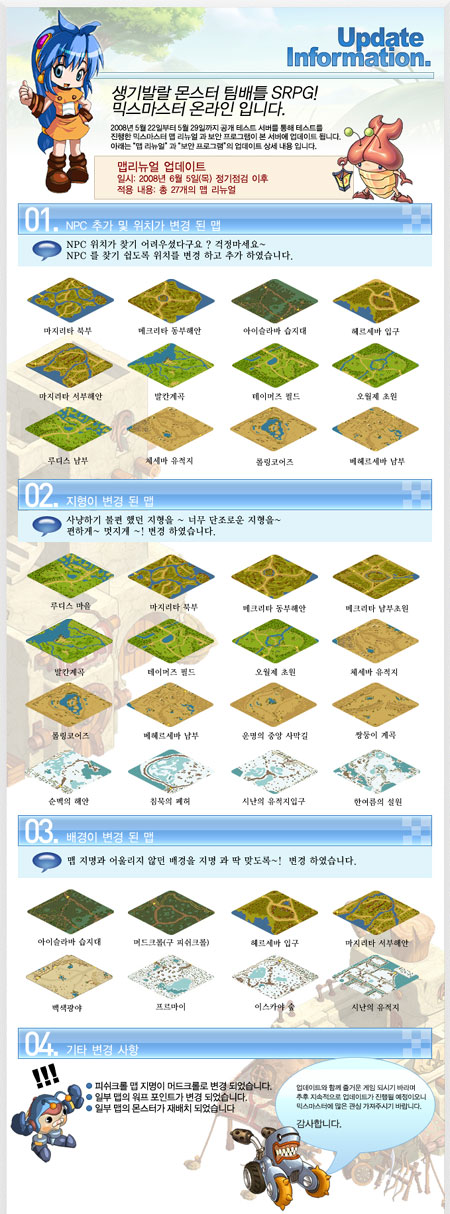 Update
Information.
생기발랄 몬스터 팀배틀 SRPG!
믹스마스터 온라인 입니다.
2008년 5월 22일부터 5월 29일까지 공개 테스트 서버를 통해 테스트를
진행한 믹스마스터 맵 리뉴얼 과 보안 프로그램이 본 서버에 업데이트 됩니다.
아래는 "맵 리뉴얼" 과 "보안 프로그램"의 업데이트 상세 내용 입니다.
맵리뉴얼 업데이트
일시: 2008년 6월 5일(목) 정기점검 이후
적용 내용: 총 27개의 맵 리뉴얼
01. NPC 추가 및 위치가 변경 된 맵
NPC 위치가 찾기 어려우셨다구요 ? 걱정마세요~
NPC 를 찾기 쉽도록 위치를 변경 하고 추가 하였습니다.
마지리타 북부 메크리타 동부해안 아이슬라바 습지대 헤르세바 입구
마지리타 서부해안 발칸계곡 데이머즈 필드 오월제 초원
루디스 남부 체세바 유적지 롤링코어즈 베헤르세바 남부
02. 지형이 변경 된 맵
사냥하기 불편 했던 지형을 ~ 너무 단조로운 지형을~
편하게~ 멋지게 ~! 변경 하였습니다.
루디스 마을 마지리타 북부 메크리타 동부해안 메크리타 남부초원
발칸계곡 데이머즈 필드 오월제 초원 체세바 유적지
롤링코어즈 베헤르세바 남부 운명의 중앙 사막길 쌍둥이 계곡
순백의 해안 침묵의 폐허 시난의 유적지입구 한여름의 설원
03. 배경이 변경 된 맵
맵 지명과 어울리지 않던 배경을 지명 과 딱 맞도록~! 변경 하였습니다.
아이슬라바 습지대 머드크롤(구 피쉬크롤) 헤르세바 입구 마지리타 서부해안
백색광야 프르마이 이스카야 숲 시난의 유적지
04. 기타 변경 사항
!!!
피쉬크롤 맵 지명이 머드크롤로 변경 되었습니다.
일부 맵의 워프 포인트가 변경 되었습니다.
일부 맵의 몬스터가 재배치 되었습니다
업데이트와 함께 즐거운 게임 되시기 바라며
추후 지속적으로 업데이트가 진행될 예정이오니
믹스마스터에 많은 관심 가져주시기 바랍니다.
감사합니다.